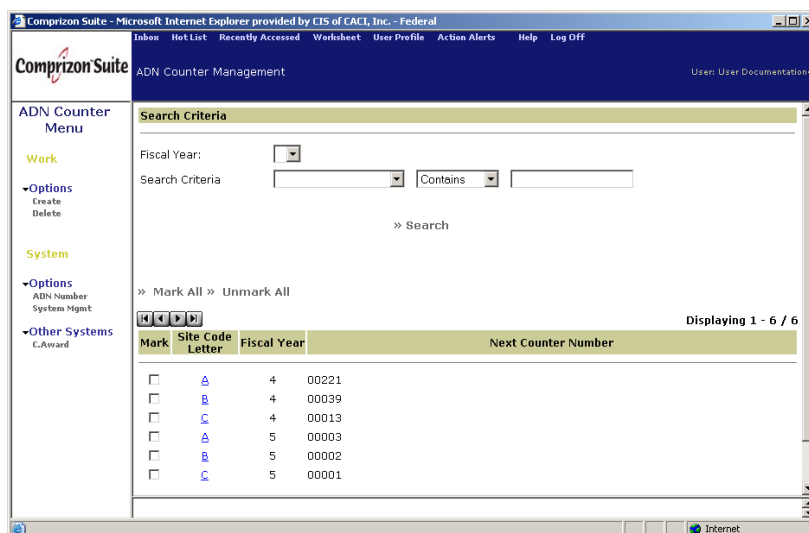 Comprizon Suite - Microsoft Internet Explorer provided by CIS of CACI, Inc. - Federal
Inbox HotList Recently Accessed Worksheet User Profile Action Alerts Help Log Off
Comprizon Suite
ADN Counter Management
User: User Documentation
ADN Counter
Menu
Work
Options
Create
Delete
System
Options
ADN Number
System Mgmt
Other Systems
C.Award
Search Criteria
Fiscal Year:
Search Criteria Contains
» Search
» Mark All » Unmark All
Displaying 1 - 6 / 6
Mark Site Code Letter Fiscal Year Next Counter Number
A 4 00221
B 4 00039
C 4 00013
A 5 00003
B 5 00002
C 5 00001
Internet